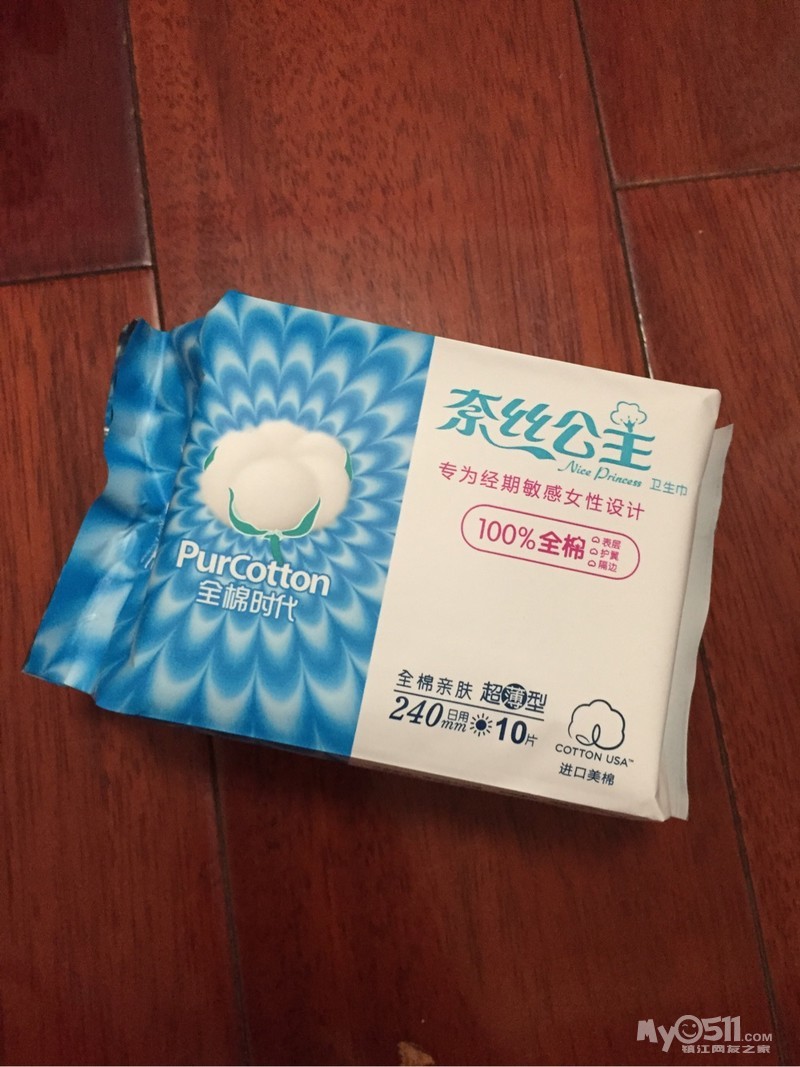 PurCotton
全棉时代
奈丝公主
Nice Princess 卫生巾
专为经期敏感女性设计
100%全棉
表层
护翼
隔边
全棉亲肤 超薄型
240mm 日用 10片
COTTON USA™
进口美棉
My0511.COM
镇江网友之家